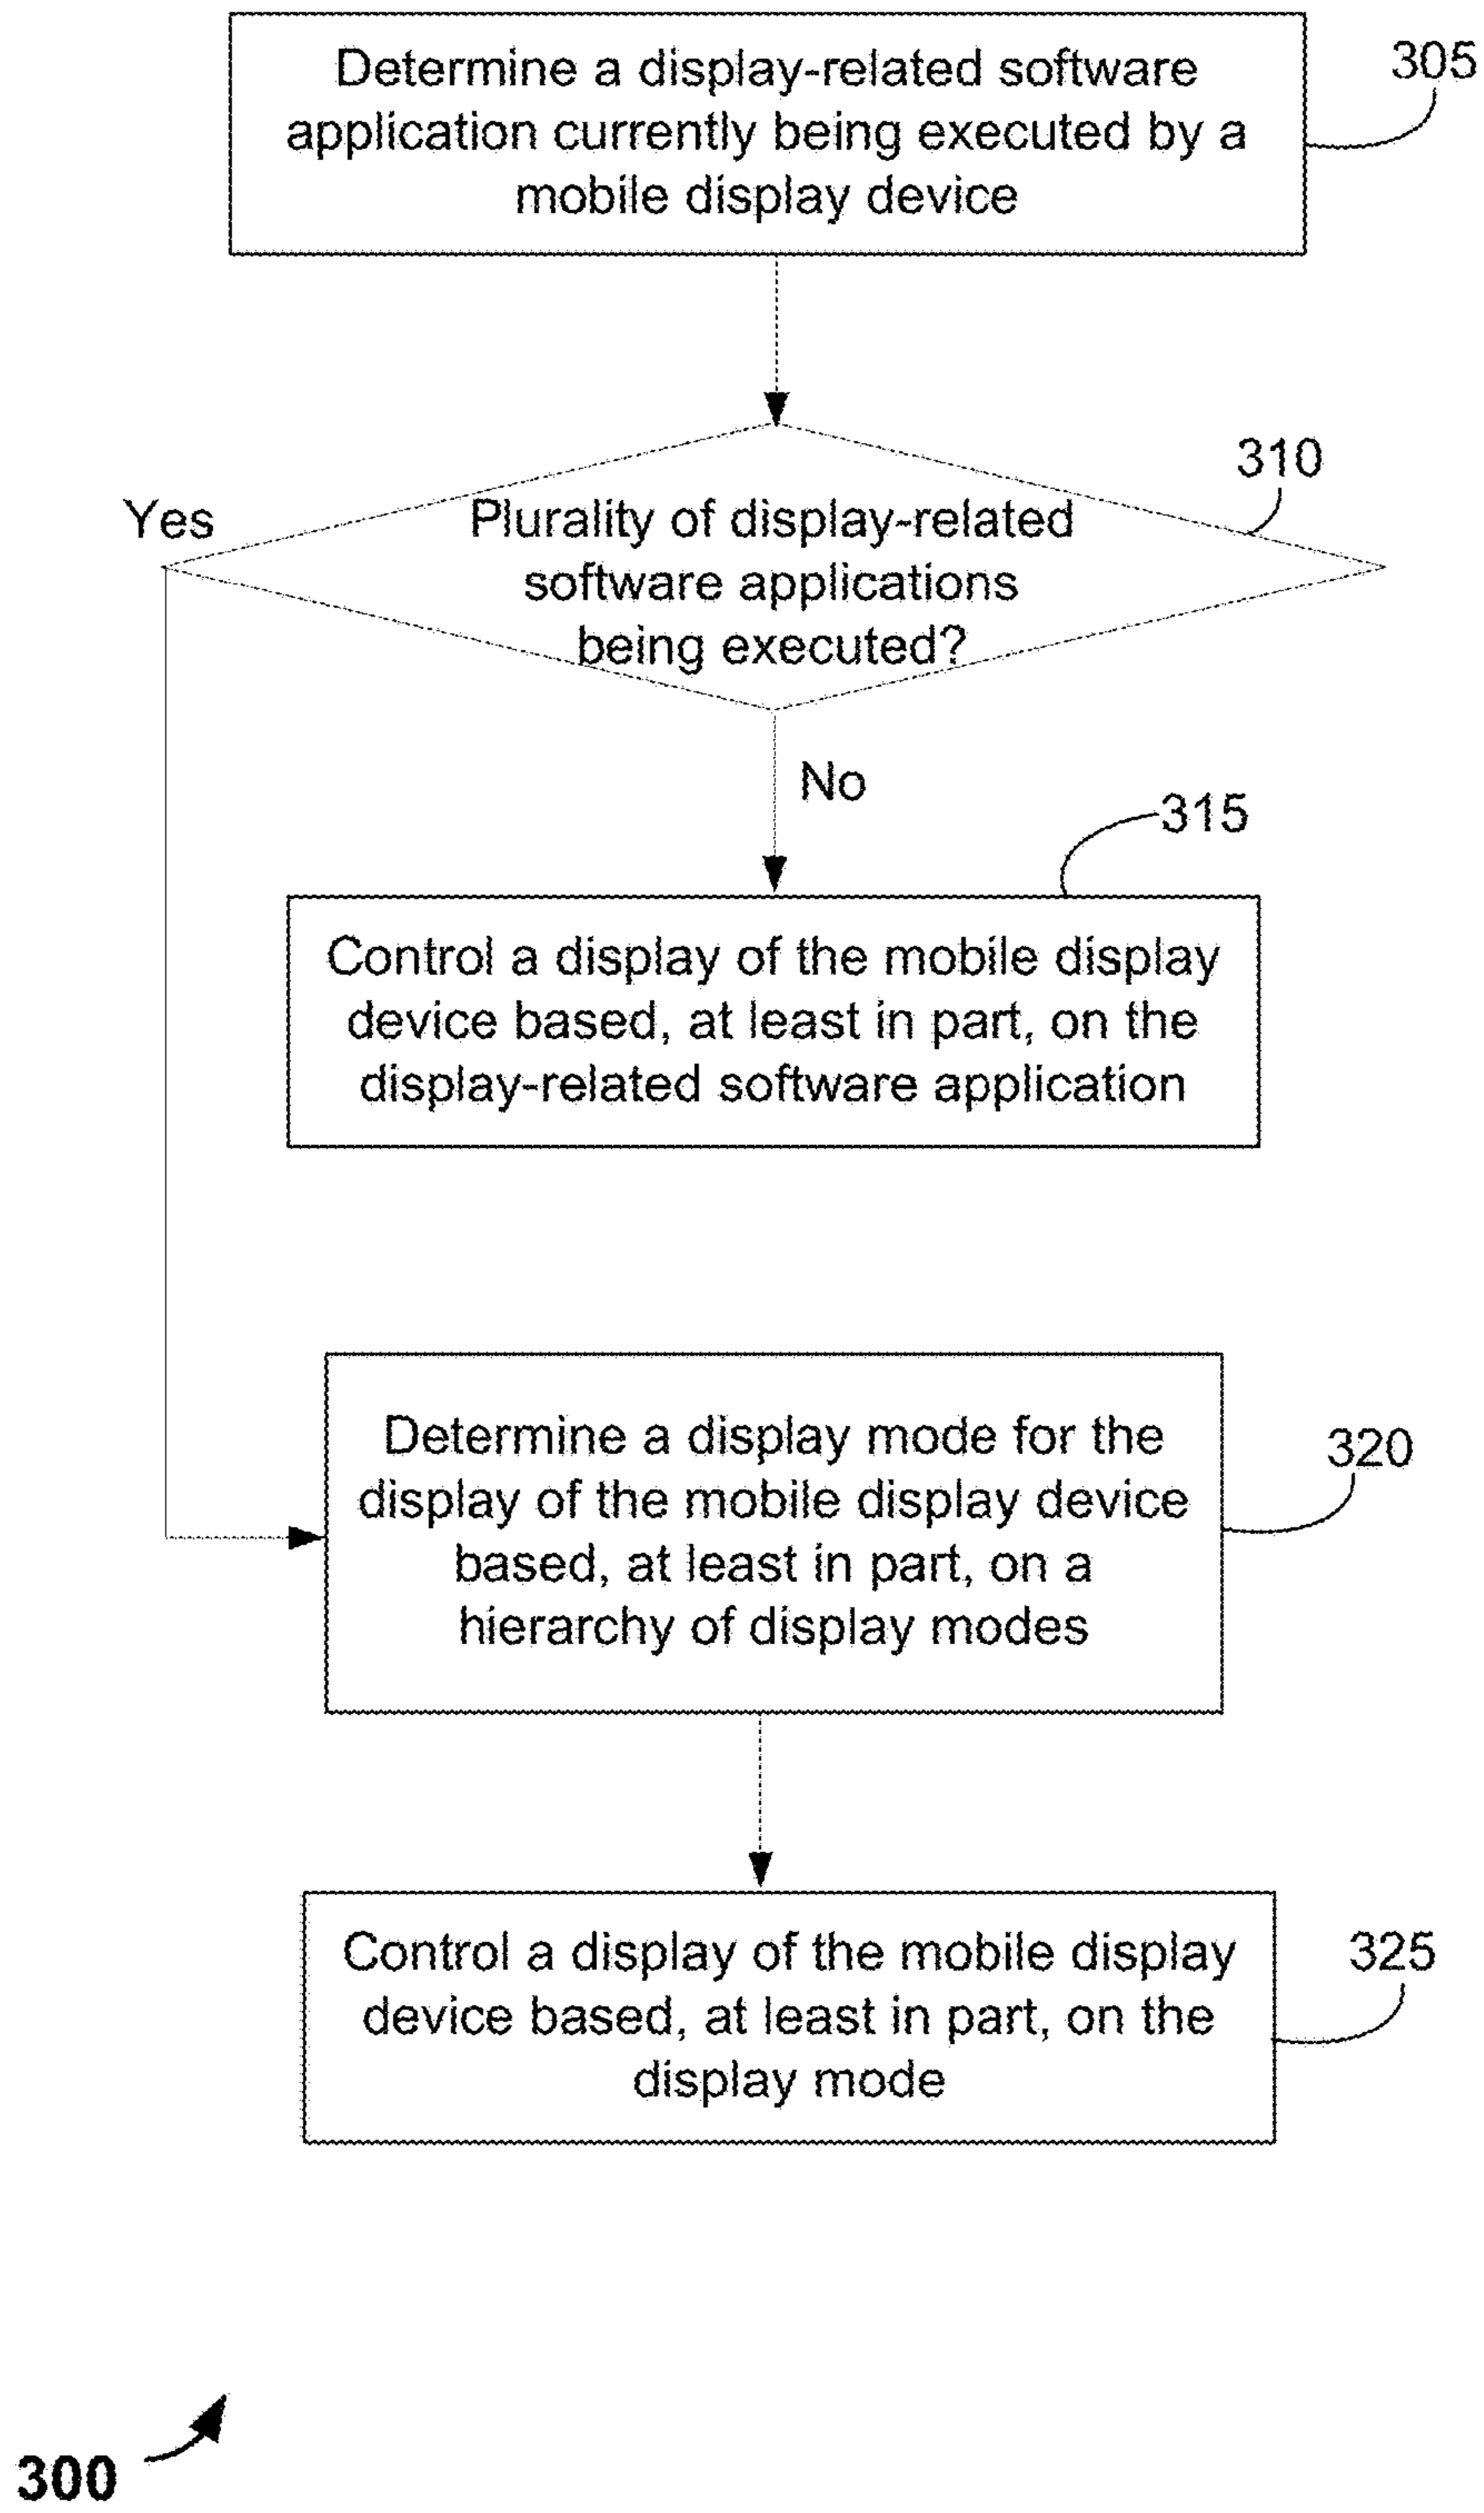 Determine a display-related software
application currently being executed by a
mobile display device
305
310
Yes
Plurality of display-related
software applications
being executed?
No
315
Control a display of the mobile display
device based, at least in part, on the
display-related software application
Determine a display mode for the
display of the mobile display device
based, at least in part, on a
hierarchy of display modes
320
Control a display of the mobile display
device based, at least in part, on the
display mode
325
300